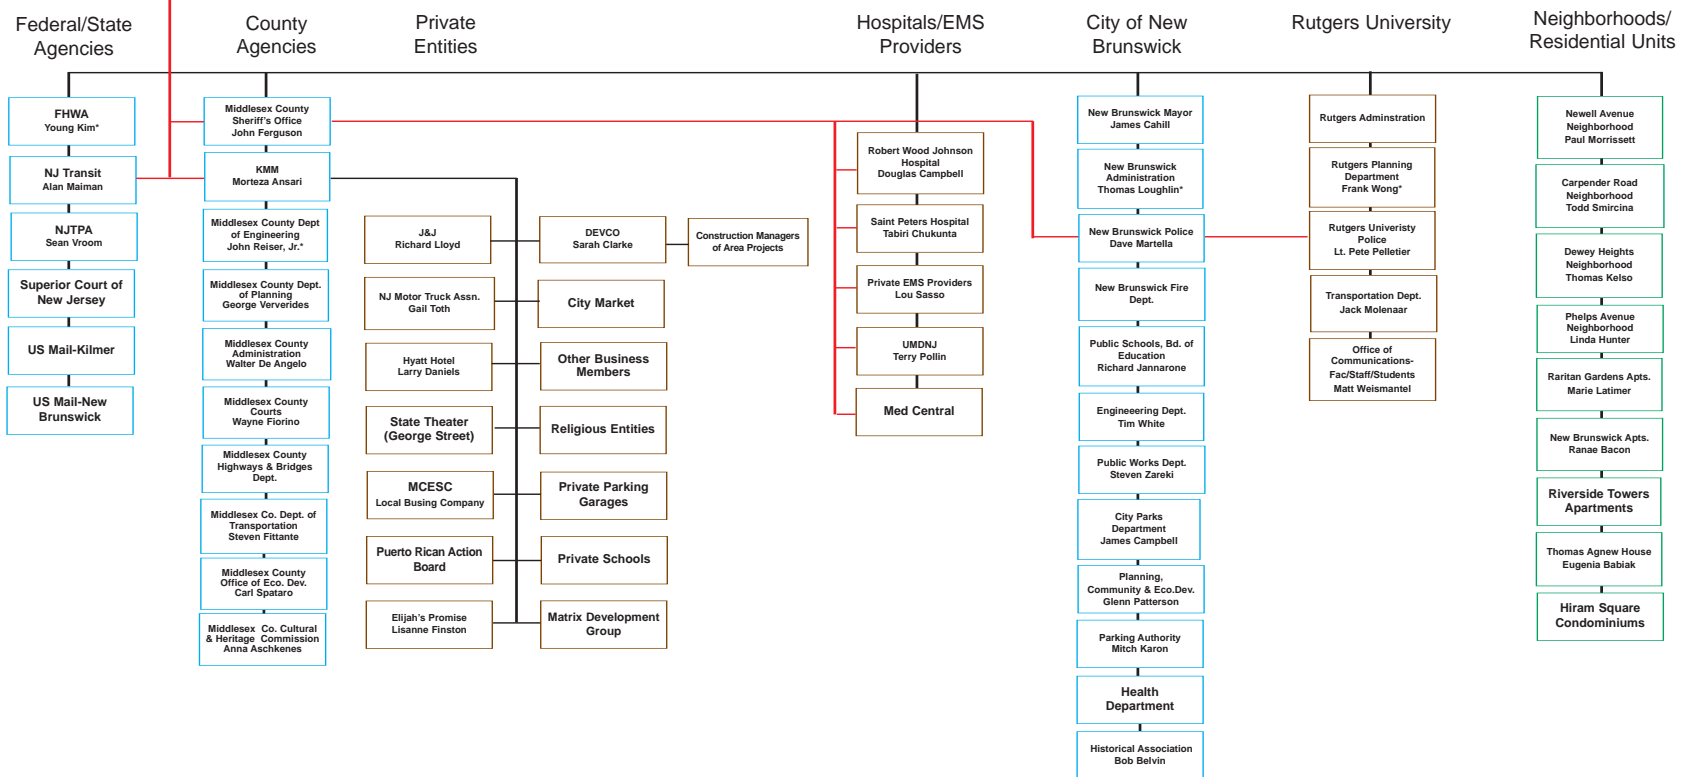 Federal/State
Agencies
County
Agencies
Private
Entities
Hospitals/EMS
Providers
City of New
Brunswick
Rutgers University
Neighborhoods/
Residential Units
FHWA
Young Kim*
NJ Transit
Alan Maiman
NJTPA
Sean Vroom
Superior Court of
New Jersey
US Mail-Kilmer
US Mail-New
Brunswick
Middlesex County
Sheriff's Office
John Ferguson
KMM
Morteza Ansari
Middlesex County Dept
of Engineering
John Reiser, Jr.*
Middlesex County Dept.
of Planning
George Ververides
Middlesex County
Administration
Walter De Angelo
Middlesex County
Courts
Wayne Fiorino
Middlesex County
Highways & Bridges
Dept.
Middlesex Co. Dept. of
Transportation
Steven Fittante
Middlesex County
Office of Eco. Dev.
Carl Spataro
Middlesex Co. Cultural
& Heritage Commission
Anna Aschkenes
J&J
Richard Lloyd
DEVCO
Sarah Clarke
Construction Managers
of Area Projects
NJ Motor Truck Assn.
Gail Toth
City Market
Hyatt Hotel
Larry Daniels
Other Business
Members
State Theater
(George Street)
Religious Entities
MCESC
Local Busing Company
Private Parking
Garages
Puerto Rican Action
Board
Private Schools
Elijah's Promise
Lisanne Finston
Matrix Development
Group
Robert Wood Johnson
Hospital
Douglas Campbell
Saint Peters Hospital
Tabiri Chukunta
Private EMS Providers
Lou Sasso
UMDNJ
Terry Pollin
Med Central
New Brunswick Mayor
James Cahill
New Brunswick
Administration
Thomas Loughlin*
New Brunswick Police
Dave Martella
New Brunswick Fire
Dept.
Public Schools, Bd. of
Education
Richard Jannarone
Engineeering Dept.
Tim White
Public Works Dept.
Steven Zareki
City Parks
Department
James Campbell
Planning,
Community & Eco.Dev.
Glenn Patterson
Parking Authority
Mitch Karon
Health
Department
Historical Association
Bob Belvin
Rutgers Adminstration
Rutgers Planning
Department
Frank Wong*
Rutgers Univeristy
Police
Lt. Pete Pelletier
Transportation Dept.
Jack Molenaar
Office of
Communications-
Fac/Staff/Students
Matt Weismantel
Newell Avenue
Neighborhood
Paul Morrissett
Carpender Road
Neighborhood
Todd Smircina
Dewey Heights
Neighborhood
Thomas Kelso
Phelps Avenue
Neighborhood
Linda Hunter
Raritan Gardens Apts.
Marie Latimer
New Brunswick Apts.
Ranae Bacon
Riverside Towers
Apartments
Thomas Agnew House
Eugenia Babiak
Hiram Square
Condominiums